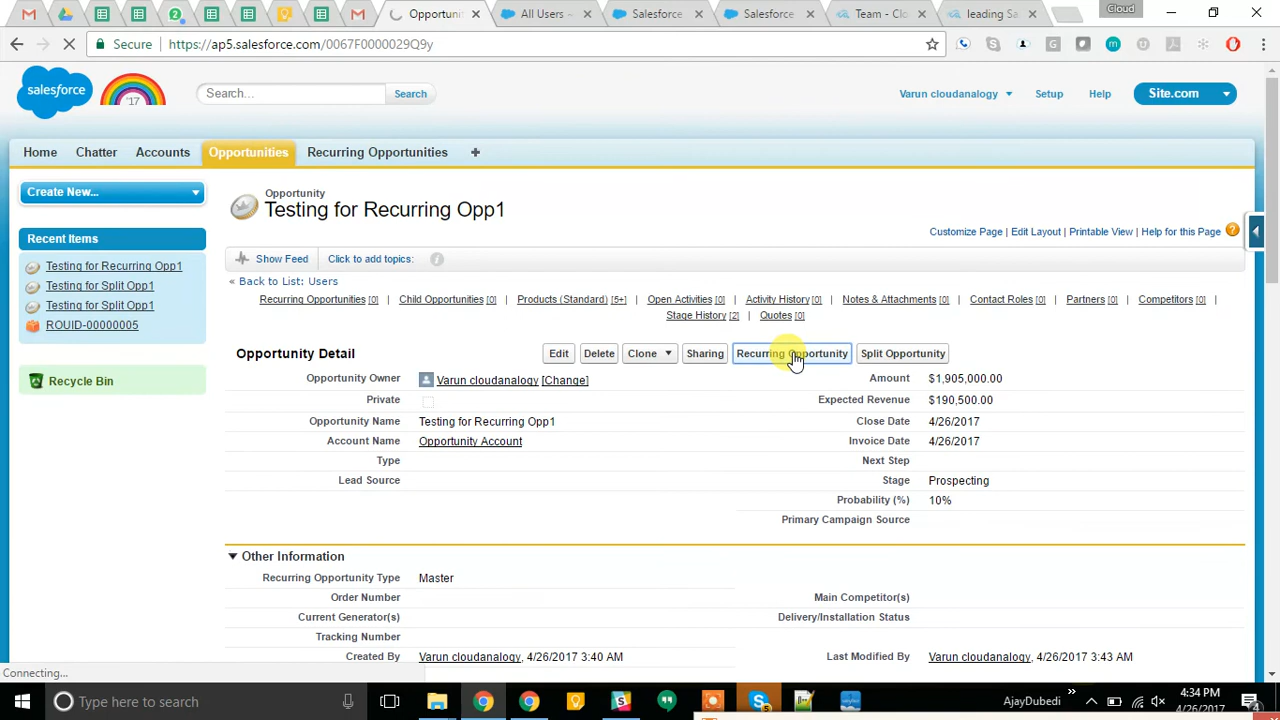 Opportuni
All Users -
Salesforce
Salesforce
Team - Clo
leading Sa
Cloud
Secure
https://ap5.salesforce.com/0067F0000029Q9y
salesforce
'17
Search...
Search
Varun cloudanalogy
Setup
Help
Site.com
Home
Chatter
Accounts
Opportunities
Recurring Opportunities
+
Create New...
Recent Items
Testing for Recurring Opp1
Testing for Split Opp1
Testing for Split Opp1
ROUID-00000005
Recycle Bin
Opportunity
Testing for Recurring Opp1
Customize Page | Edit Layout | Printable View | Help for this Page
Show Feed
Click to add topics:
« Back to List: Users
Recurring Opportunities [0] | Child Opportunities [0] | Products (Standard) [5+] | Open Activities [0] | Activity History [0] | Notes & Attachments [0] | Contact Roles [0] | Partners [0] | Competitors [0] |
Stage History [2] | Quotes [0]
Opportunity Detail
Edit
Delete
Clone
Sharing
Recurring Opportunity
Split Opportunity
Opportunity Owner Varun cloudanalogy [Change] Amount $1,905,000.00
Private Expected Revenue $190,500.00
Opportunity Name Testing for Recurring Opp1 Close Date 4/26/2017
Account Name Opportunity Account Invoice Date 4/26/2017
Type Next Step
Lead Source Stage Prospecting
Probability (%) 10%
Primary Campaign Source
Other Information
Recurring Opportunity Type Master
Order Number Main Competitor(s)
Current Generator(s) Delivery/Installation Status
Tracking Number
Created By Varun cloudanalogy, 4/26/2017 3:40 AM Last Modified By Varun cloudanalogy, 4/26/2017 3:43 AM
Connecting...
Type here to search
AjayDubedi
4:34 PM
4/26/2017